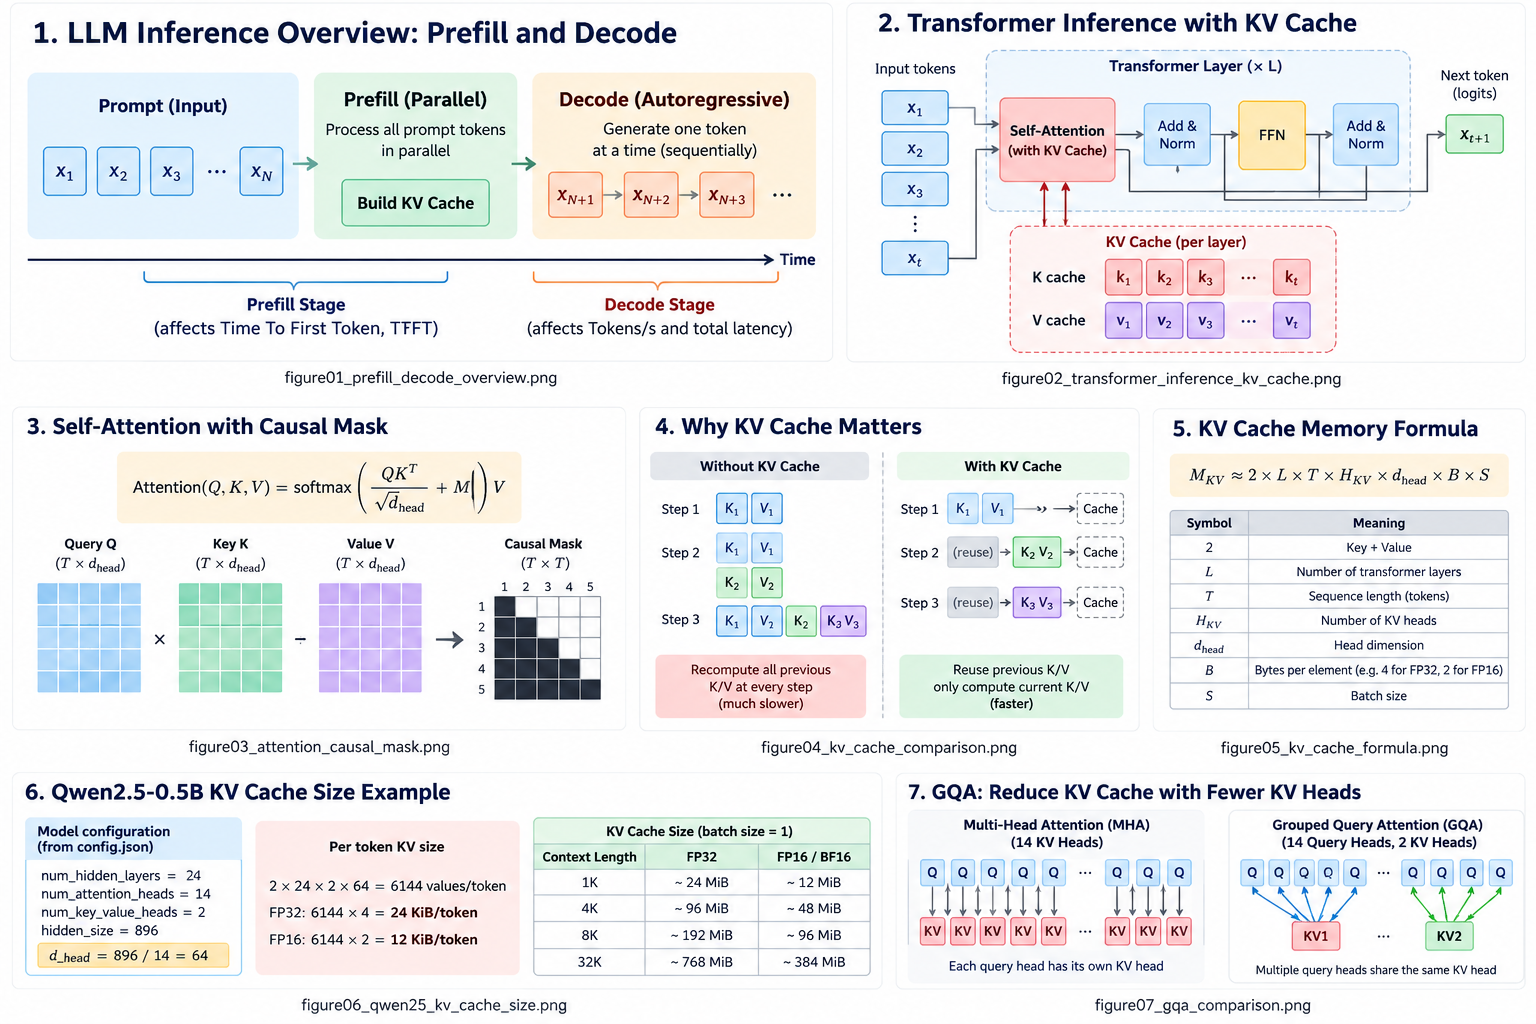 1. LLM Inference Overview: Prefill and Decode
Prompt (Input)
x1 x2 x3 ··· xN
Prefill (Parallel)
Process all prompt tokens
in parallel
Build KV Cache
Decode (Autoregressive)
Generate one token
at a time (sequentially)
xN+1 xN+2 xN+3 ···
Time
Prefill Stage
(affects Time To First Token, TTFT)
Decode Stage
(affects Tokens/s and total latency)
figure01_prefill_decode_overview.png
2. Transformer Inference with KV Cache
Input tokens
x1
x2
x3
⋮
xt
Transformer Layer (× L)
Self-Attention
(with KV Cache)
Add &
Norm
FFN
Add &
Norm
Next token
(logits)
xt+1
KV Cache (per layer)
K cache k1 k2 k3 ··· kt
V cache v1 v2 v3 ··· vt
figure02_transformer_inference_kv_cache.png
3. Self-Attention with Causal Mask
Attention(Q, K, V) = softmax ( QK^T / √d_head + M| ) V
Query Q
(T × d_head)
×
Key K
(T × d_head)
Value V
(T × d_head)
Causal Mask
(T × T)
1 2 3 4 5
1
2
3
4
5
figure03_attention_causal_mask.png
4. Why KV Cache Matters
Without KV Cache
Step 1 K1 V1
Step 2 K1 V1
K2 V2
Step 3 K1 V2 K2 K3 V3
Recompute all previous
K/V at every step
(much slower)
With KV Cache
Step 1 K1 V1 Cache
Step 2 (reuse) K2 V2 Cache
Step 3 (reuse) K3 V3 Cache
Reuse previous K/V
only compute current K/V
(faster)
figure04_kv_cache_comparison.png
5. KV Cache Memory Formula
M_KV ≈ 2 × L × T × H_KV × d_head × B × S
Symbol Meaning
2 Key + Value
L Number of transformer layers
T Sequence length (tokens)
H_KV Number of KV heads
d_head Head dimension
B Bytes per element (e.g. 4 for FP32, 2 for FP16)
S Batch size
figure05_kv_cache_formula.png
6. Qwen2.5-0.5B KV Cache Size Example
Model configuration
(from config.json)
num_hidden_layers = 24
num_attention_heads = 14
num_key_value_heads = 2
hidden_size = 896
d_head = 896 / 14 = 64
Per token KV size
2 × 24 × 2 × 64 = 6144 values/token
FP32: 6144 × 4 = 24 KiB/token
FP16: 6144 × 2 = 12 KiB/token
KV Cache Size (batch size = 1)
Context Length FP32 FP16 / BF16
1K ~ 24 MiB ~ 12 MiB
4K ~ 96 MiB ~ 48 MiB
8K ~ 192 MiB ~ 96 MiB
32K ~ 768 MiB ~ 384 MiB
figure06_qwen25_kv_cache_size.png
7. GQA: Reduce KV Cache with Fewer KV Heads
Multi-Head Attention (MHA)
(14 KV Heads)
Q Q Q Q Q ··· Q Q Q
KV KV KV KV KV ··· KV KV KV
Each query head has its own KV head
Grouped Query Attention (GQA)
(14 Query Heads, 2 KV Heads)
Q Q Q Q Q ··· Q Q Q Q
KV1 ··· KV2
Multiple query heads share the same KV head
figure07_gqa_comparison.png